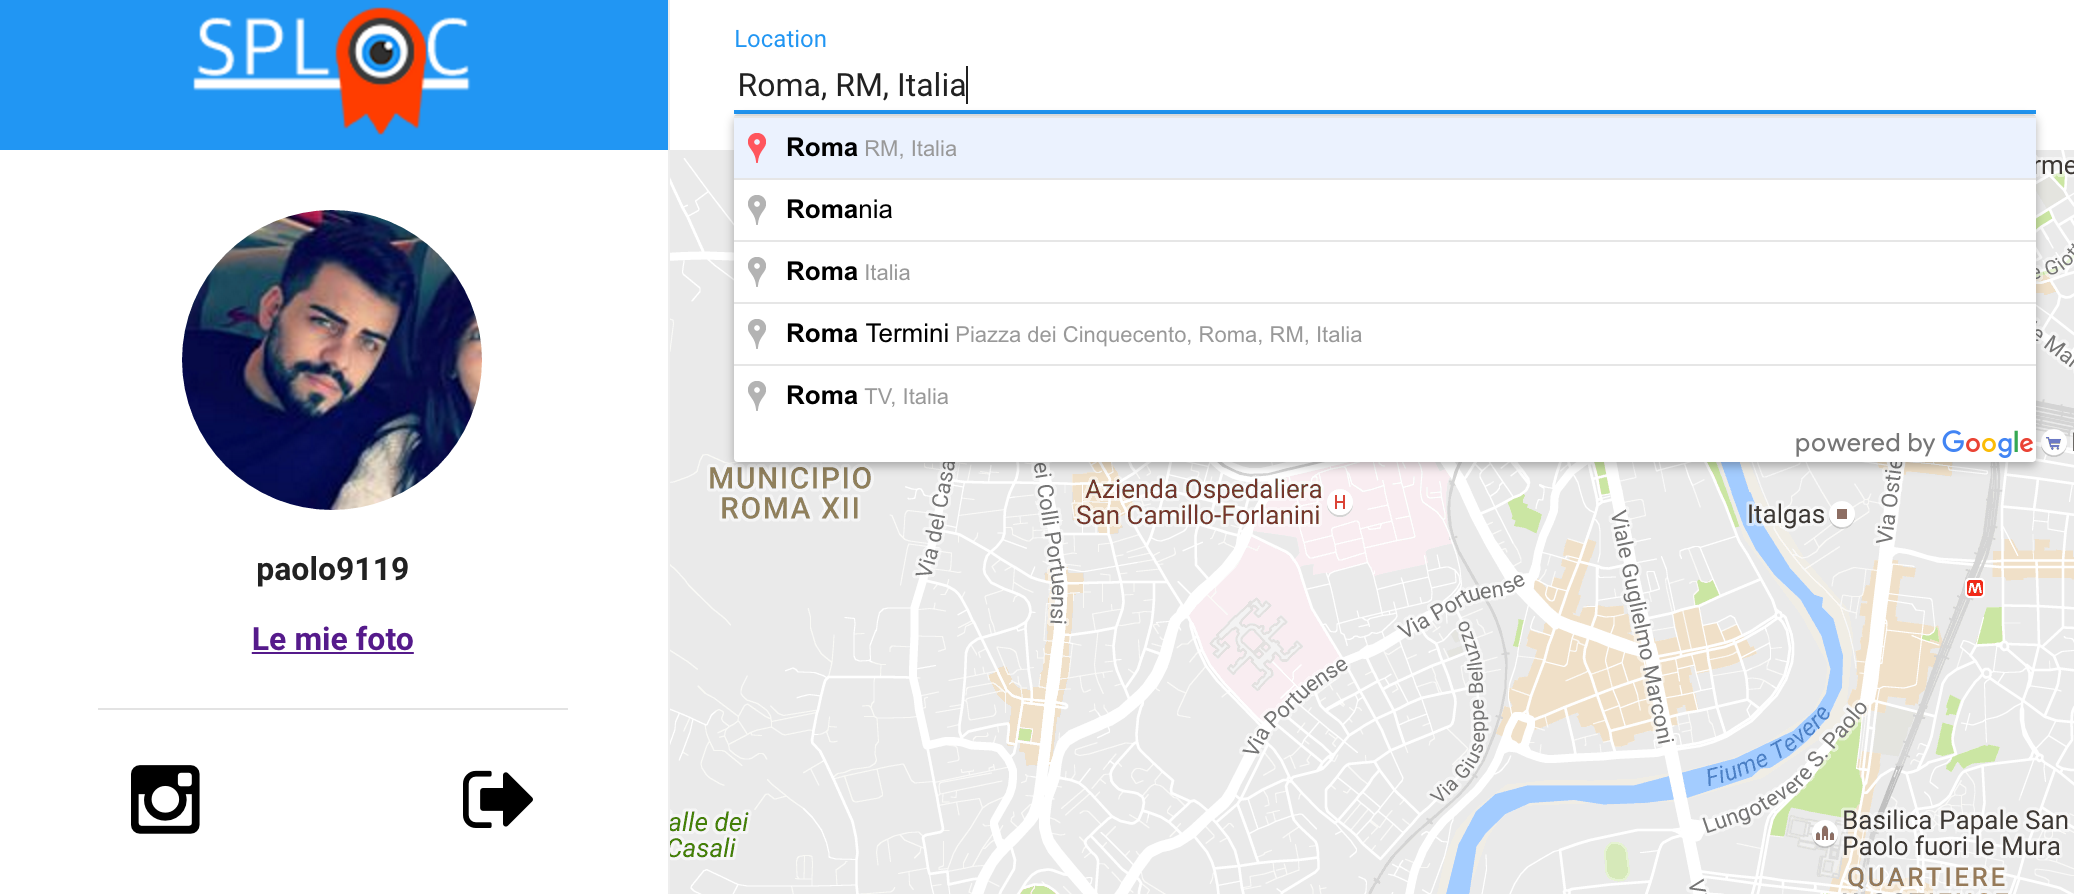 SPLOC
Location
Roma, RM, Italia
Roma RM, Italia
Romania
Roma Italia
Roma Termini Piazza dei Cinquecento, Roma, RM, Italia
Roma TV, Italia
powered by Google
paolo9119
Le mie foto
MUNICIPIO
ROMA XII
Via del Casa
ei Colli Portuensi
Azienda Ospedaliera
San Camillo-Forlanini
H
Via Portuense
Via Portuense
Via Giuseppe Bellnuzzo
Viale Guglielmo Marconi
Italgas
Via Ostie
M
Fiume Tevere
Lungotevere S. Paolo
Basilica Papale San
Paolo fuori le Mura
QUARTIERE
alle dei
Casali
rme
e Giott
e Ma